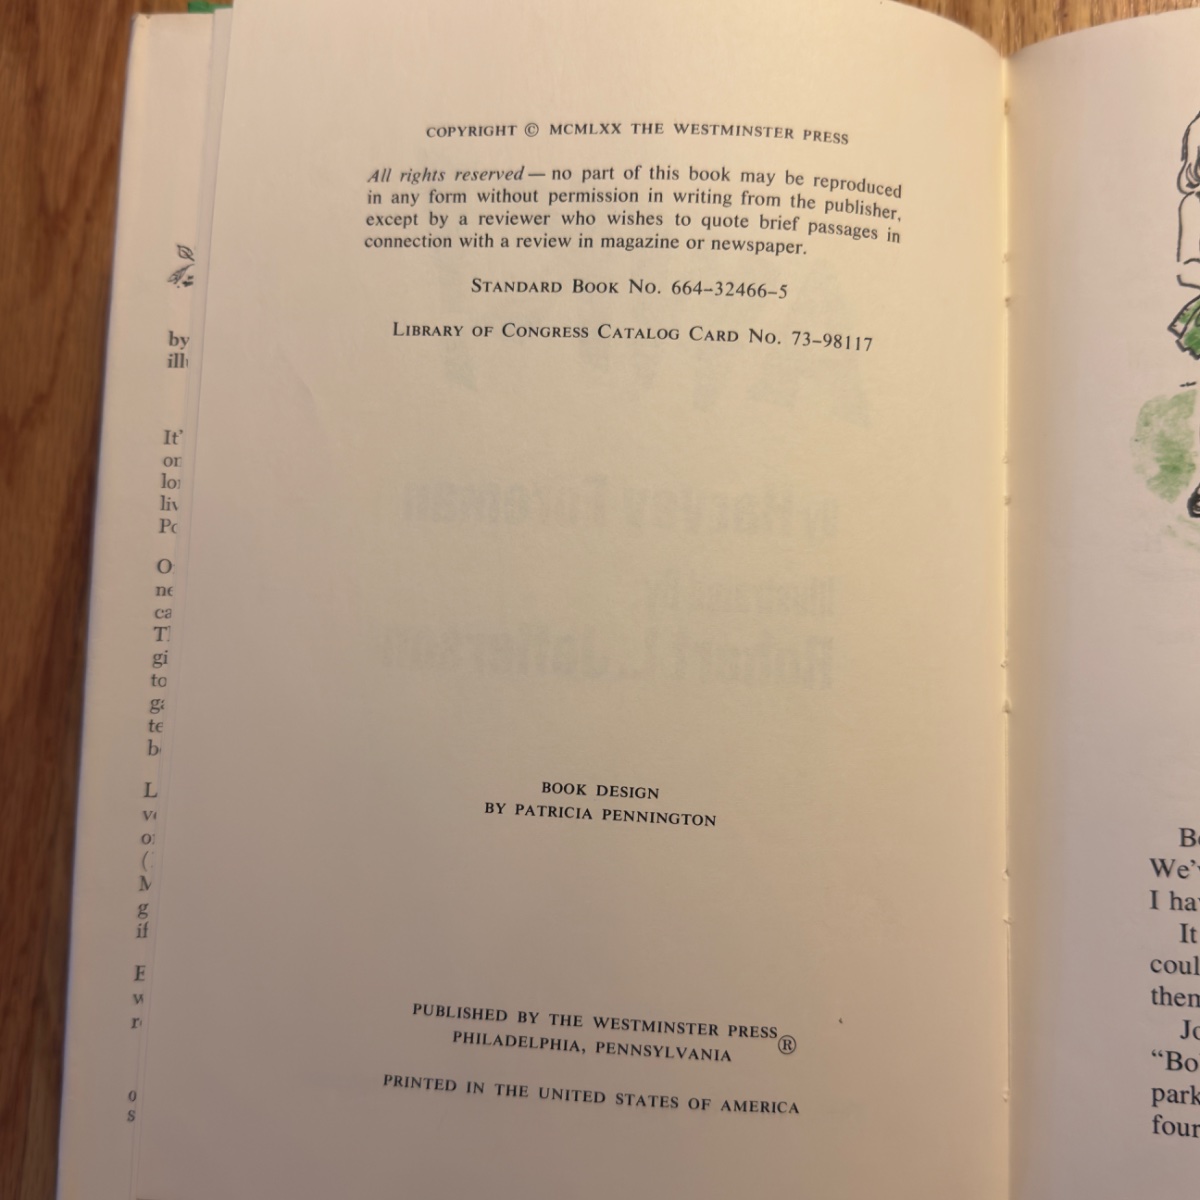 COPYRIGHT © MCMLXX THE WESTMINSTER PRESS
All rights reserved — no part of this book may be reproduced
in any form without permission in writing from the publisher,
except by a reviewer who wishes to quote brief passages in
connection with a review in magazine or newspaper.
STANDARD BOOK NO. 664–32466–5
LIBRARY OF CONGRESS CATALOG CARD NO. 73–98117
BOOK DESIGN
BY PATRICIA PENNINGTON
PUBLISHED BY THE WESTMINSTER PRESS®
PHILADELPHIA, PENNSYLVANIA
PRINTED IN THE UNITED STATES OF AMERICA
by
I
It
them
park